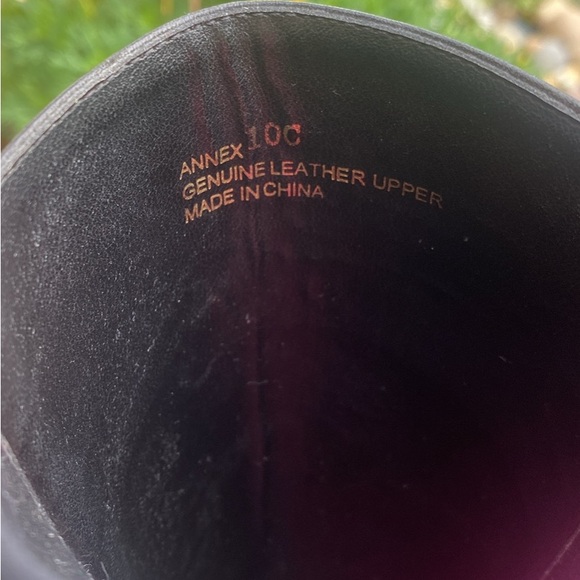 ANNEX 10C
GENUINE LEATHER UPPER
MADE IN CHINA